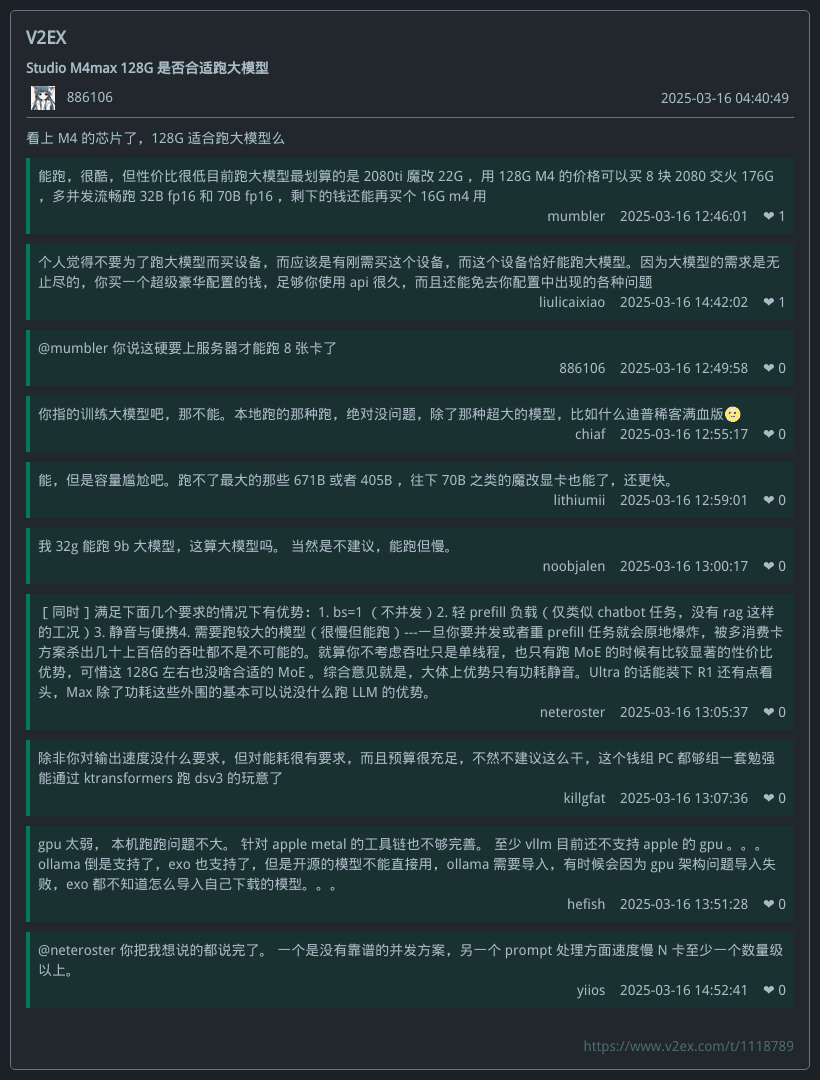 V2EX
Studio M4max 128G 是否合适跑大模型
886106
2025-03-16 04:40:49
看上 M4 的芯片了，128G 适合跑大模型么
能跑，很酷，但性价比很低目前跑大模型最划算的是 2080ti 魔改 22G ，用 128G M4 的价格可以买 8 块 2080 交火 176G
，多并发流畅跑 32B fp16 和 70B fp16 ，剩下的钱还能再买个 16G m4 用
mumbler 2025-03-16 12:46:01 ❤ 1
个人觉得不要为了跑大模型而买设备，而应该是有刚需买这个设备，而这个设备恰好能跑大模型。因为大模型的需求是无
止尽的，你买一个超级豪华配置的钱，足够你使用 api 很久，而且还能免去你配置中出现的各种问题
liulicaixiao 2025-03-16 14:42:02 ❤ 1
@mumbler 你说这硬要上服务器才能跑 8 张卡了
886106 2025-03-16 12:49:58 ❤ 0
你指的训练大模型吧，那不能。本地跑的那种跑，绝对没问题，除了那种超大的模型，比如什么迪普稀客满血版🌝
chiaf 2025-03-16 12:55:17 ❤ 0
能，但是容量尴尬吧。跑不了最大的那些 671B 或者 405B ，往下 70B 之类的魔改显卡也能了，还更快。
lithiumii 2025-03-16 12:59:01 ❤ 0
我 32g 能跑 9b 大模型，这算大模型吗。 当然是不建议，能跑但慢。
noobjalen 2025-03-16 13:00:17 ❤ 0
［同时］满足下面几个要求的情况下有优势：1. bs=1 （不并发）2. 轻 prefill 负载（仅类似 chatbot 任务，没有 rag 这样
的工况）3. 静音与便携4. 需要跑较大的模型（很慢但能跑）---一旦你要并发或者重 prefill 任务就会原地爆炸，被多消费卡
方案杀出几十上百倍的吞吐都不是不可能的。就算你不考虑吞吐只是单线程，也只有跑 MoE 的时候有比较显著的性价比
优势，可惜这 128G 左右也没啥合适的 MoE 。综合意见就是，大体上优势只有功耗静音。Ultra 的话能装下 R1 还有点看
头，Max 除了功耗这些外围的基本可以说没什么跑 LLM 的优势。
neteroster 2025-03-16 13:05:37 ❤ 0
除非你对输出速度没什么要求，但对能耗很有要求，而且预算很充足，不然不建议这么干，这个钱组 PC 都够组一套勉强
能通过 ktransformers 跑 dsv3 的玩意了
killgfat 2025-03-16 13:07:36 ❤ 0
gpu 太弱， 本机跑跑问题不大。 针对 apple metal 的工具链也不够完善。 至少 vllm 目前还不支持 apple 的 gpu 。。。
ollama 倒是支持了，exo 也支持了，但是开源的模型不能直接用，ollama 需要导入，有时候会因为 gpu 架构问题导入失
败，exo 都不知道怎么导入自己下载的模型。。。
hefish 2025-03-16 13:51:28 ❤ 0
@neteroster 你把我想说的都说完了。 一个是没有靠谱的并发方案，另一个 prompt 处理方面速度慢 N 卡至少一个数量级
以上。
yiios 2025-03-16 14:52:41 ❤ 0
https://www.v2ex.com/t/1118789